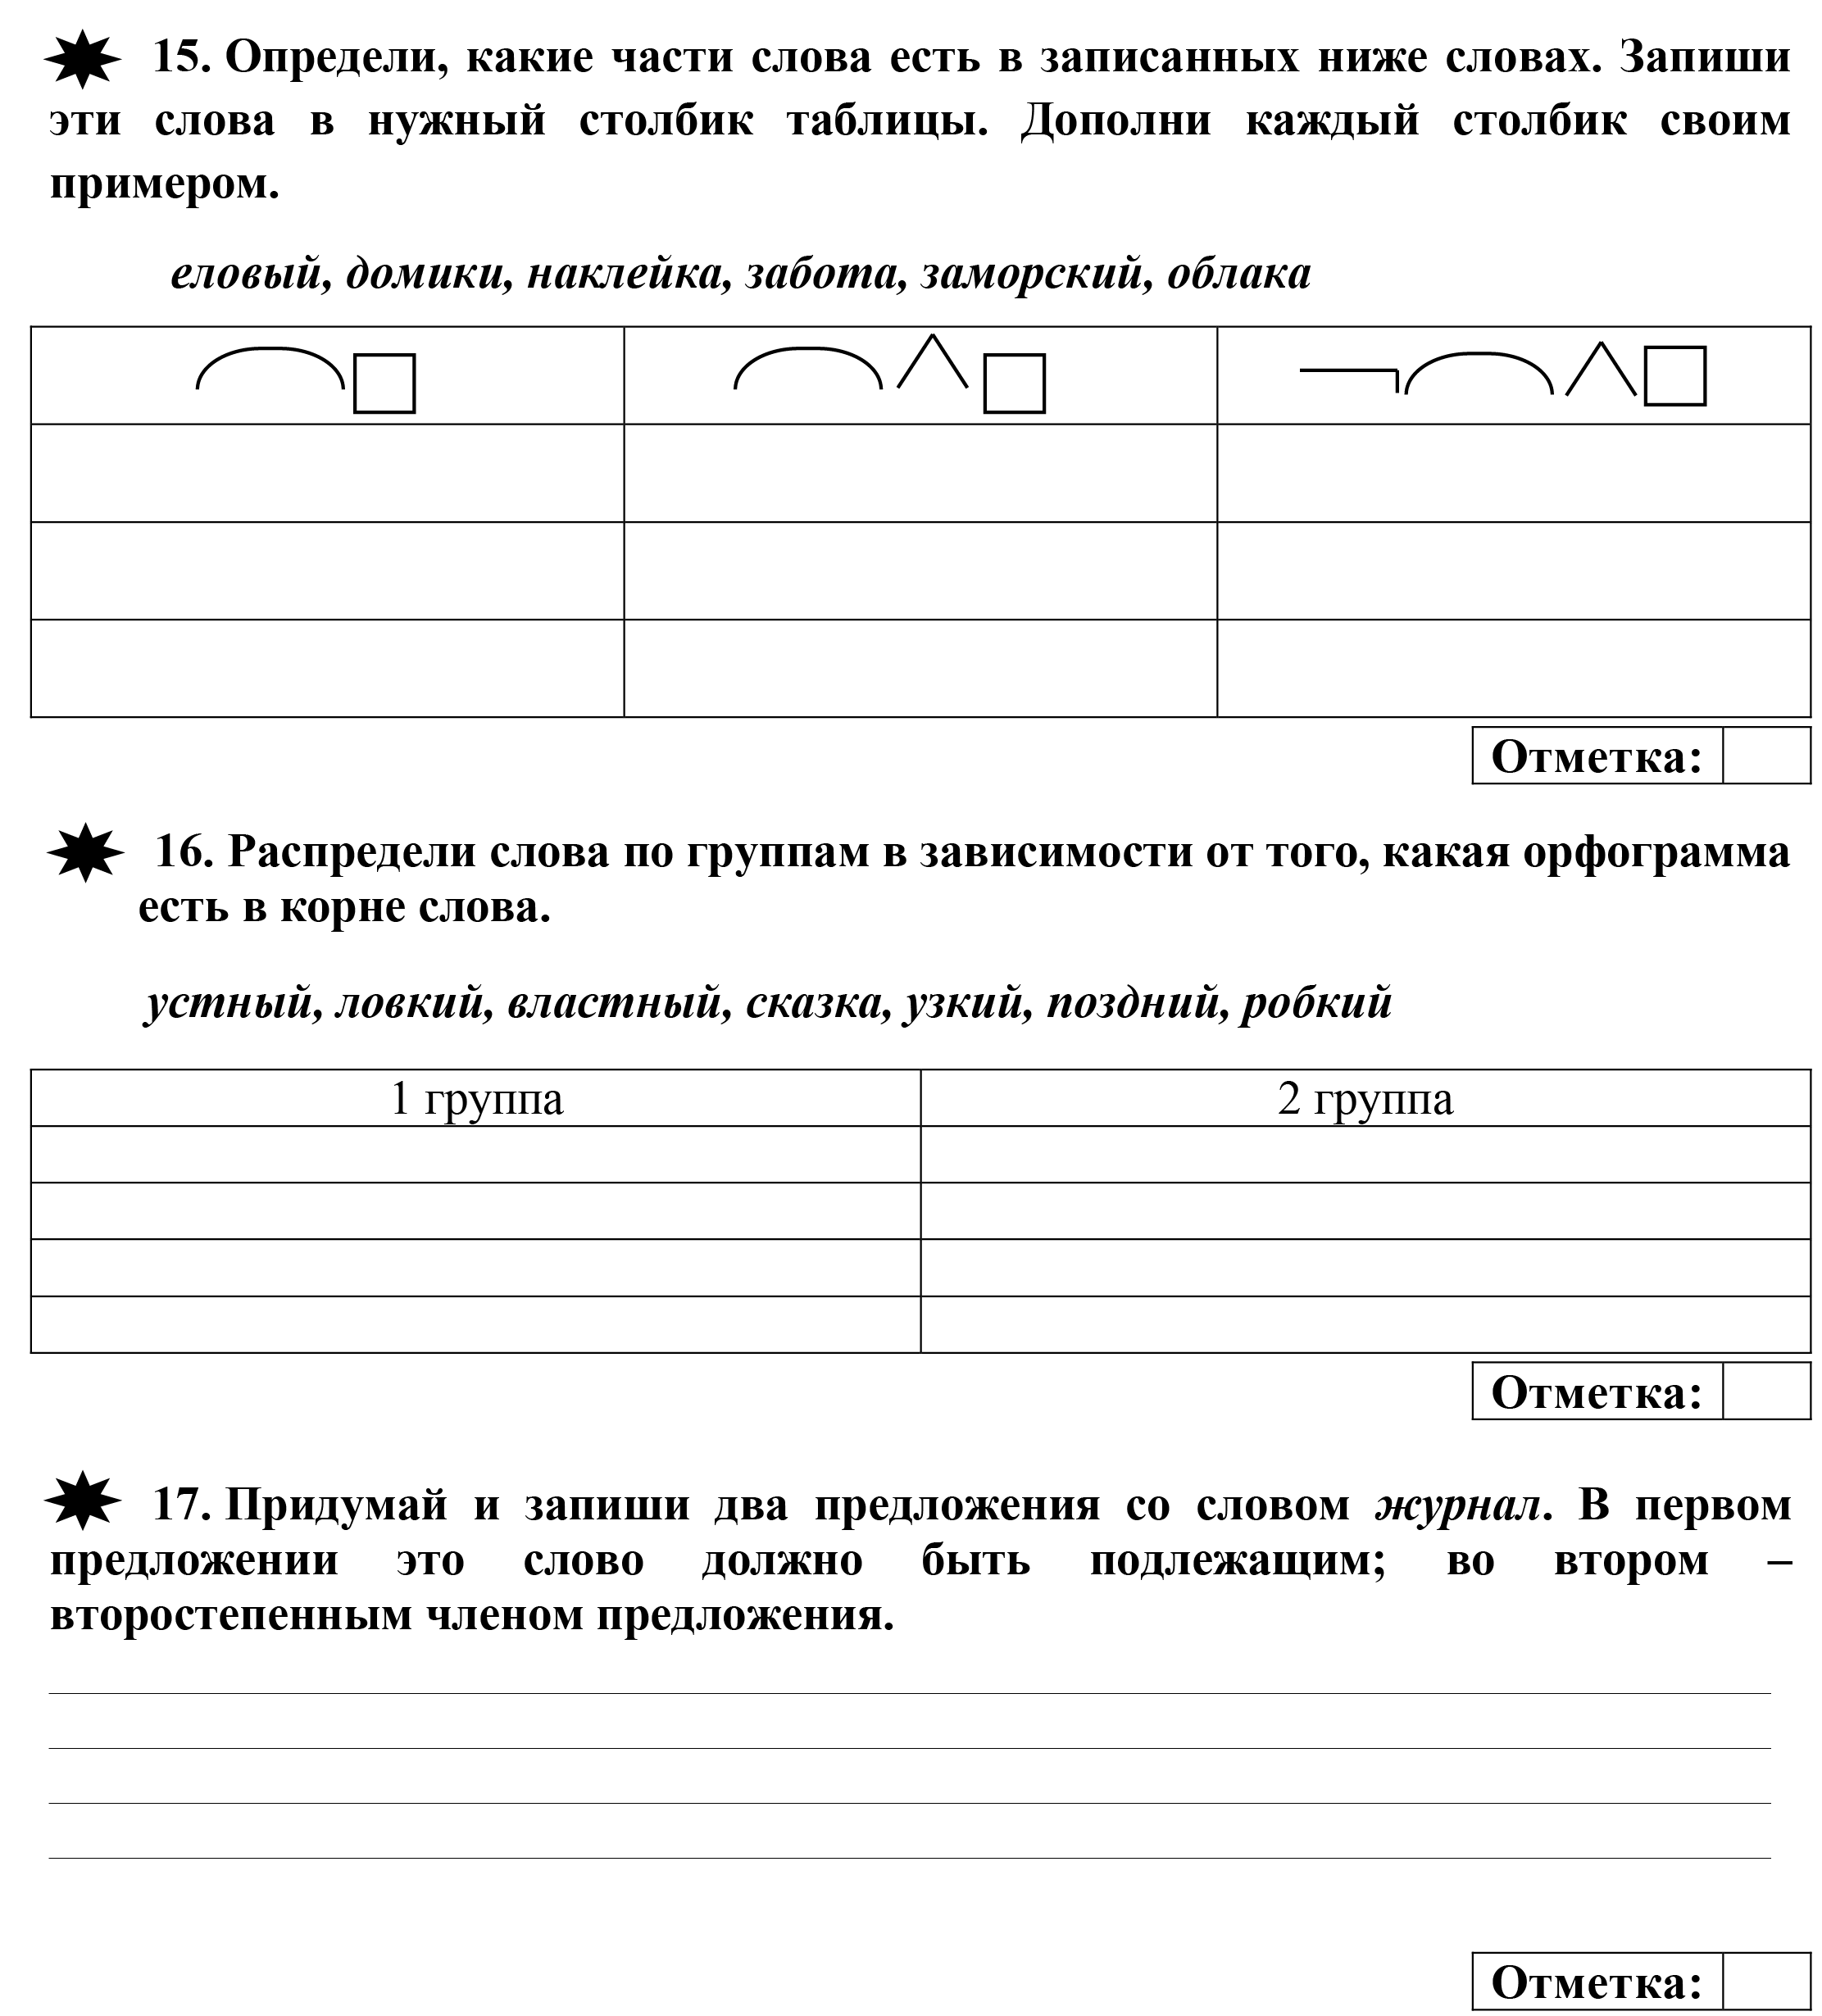 15. Определи, какие части слова есть в записанных ниже словах. Запиши
эти слова в нужный столбик таблицы. Дополни каждый столбик своим
примером.
еловый, домики, наклейка, забота, заморский, облака
Отметка:
16. Распредели слова по группам в зависимости от того, какая орфограмма
есть в корне слова.
устный, ловкий, властный, сказка, узкий, поздний, робкий
1 группа 2 группа
Отметка:
17. Придумай и запиши два предложения со словом журнал. В первом
предложении это слово должно быть подлежащим; во втором –
второстепенным членом предложения.
Отметка: